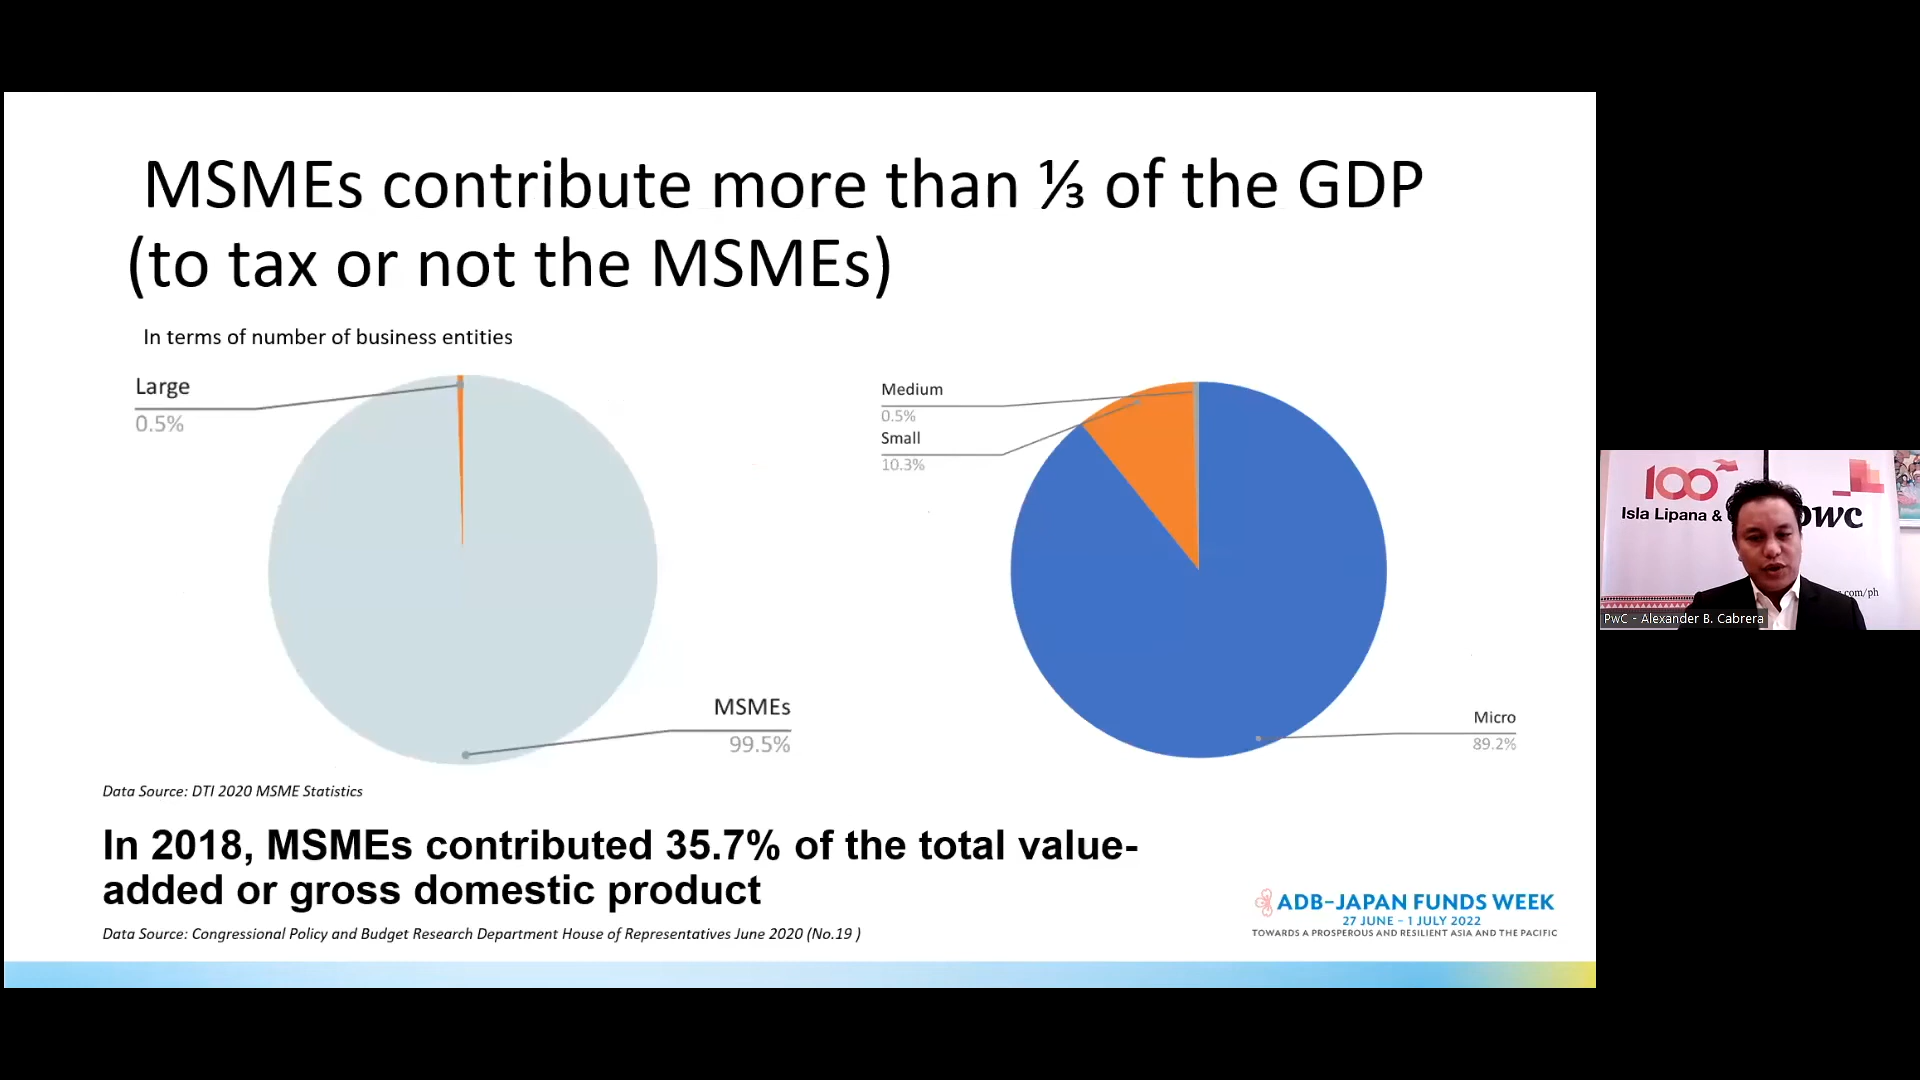 MSMEs contribute more than ⅓ of the GDP
(to tax or not the MSMEs)
In terms of number of business entities
Large
0.5%
MSMEs
99.5%
Medium
0.5%
Small
10.3%
Micro
89.2%
Data Source: DTI 2020 MSME Statistics
In 2018, MSMEs contributed 35.7% of the total value-
added or gross domestic product
Data Source: Congressional Policy and Budget Research Department House of Representatives June 2020 (No.19 )
ADB–JAPAN FUNDS WEEK
27 JUNE – 1 JULY 2022
TOWARDS A PROSPEROUS AND RESILIENT ASIA AND THE PACIFIC
100
Isla Lipana &
pwc
.com/ph
PwC - Alexander B. Cabrera